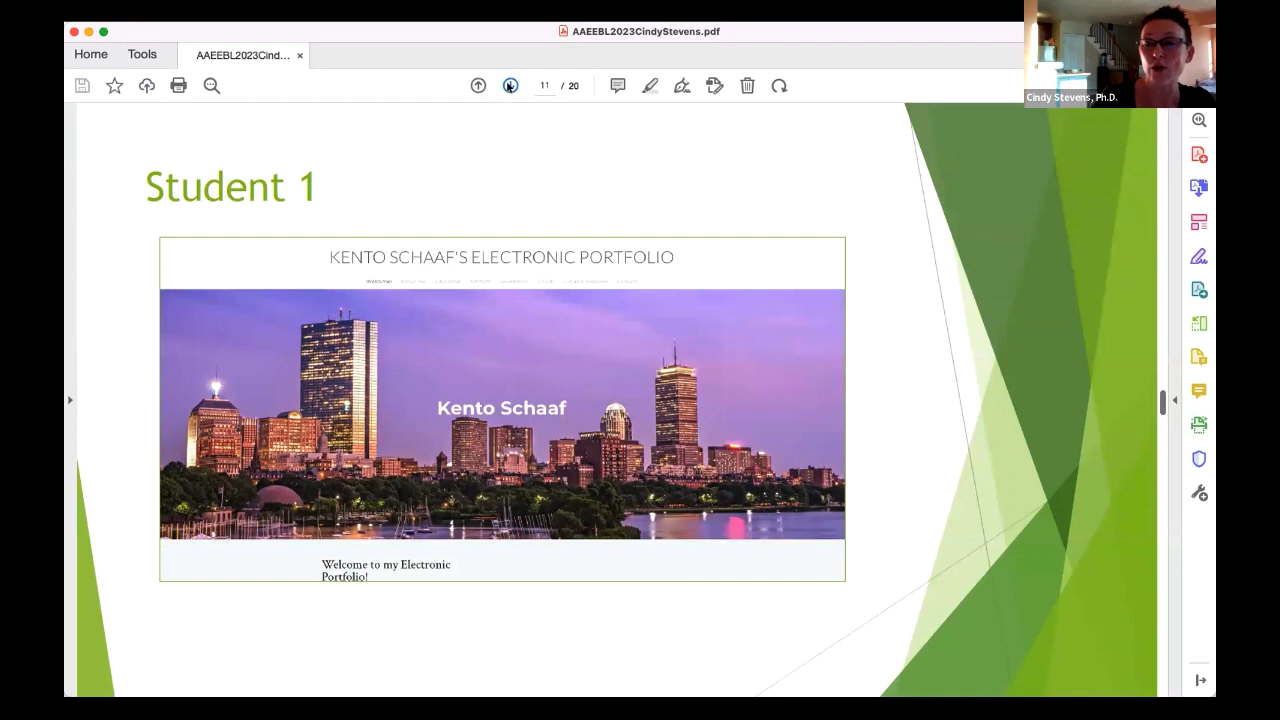 AAEEBL2023CindyStevens.pdf
Home Tools AAEEBL2023Cind... ×
11 / 20
Cindy Stevens, Ph.D.
Student 1
KENTO SCHAAF'S ELECTRONIC PORTFOLIO
Welcome!
Kento Schaaf
Welcome to my Electronic
Portfolio!